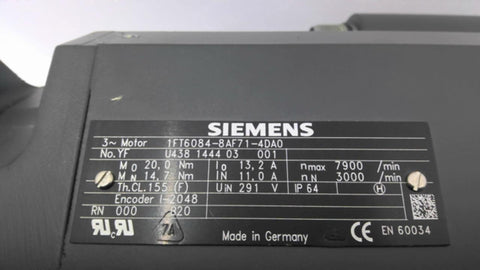 SIEMENS
3~ Motor 1FT6084-8AF71-4DA0
No.YF U438 1444 03 001
M0 20,0 Nm I0 13,2 A nmax 7900 /min
MN 14,7 Nm IN 11,0 A nN 3000 /min
Th.CL.155 (F) UIN 291 V IP 64 (H)
Encoder I-2048
RN 000 B20
Made in Germany CE EN 60034